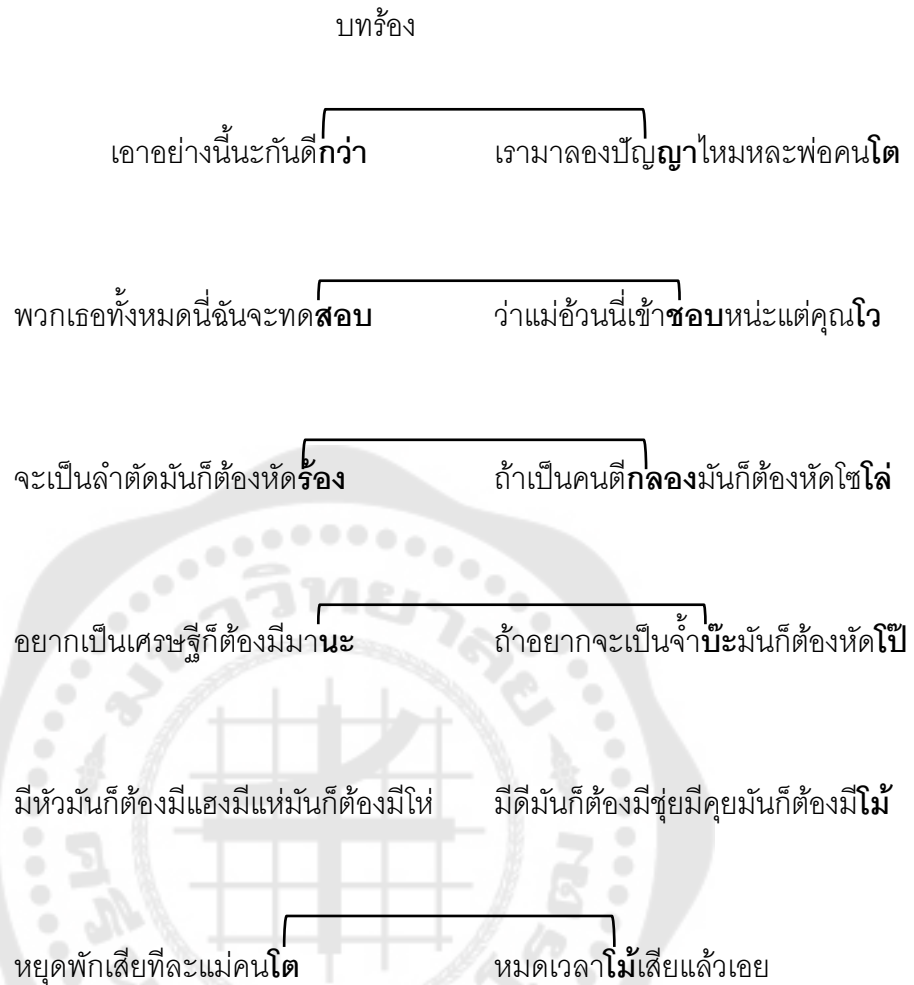 บทร้อง
เอาอย่างนี้นะกันดีกว่า เรามาลองปัญญาไหมหละพ่อคนโต
พวกเธอทั้งหมดนี่ฉันจะทดสอบ ว่าแม่อ้วนนี่เข้าชอบหน่ะแต่คุณโว
จะเป็นลำตัดมันก็ต้องหัดร้อง ถ้าเป็นคนตีกลองมันก็ต้องหัดโซโล่
อยากเป็นเศรษฐีก็ต้องมีมานะ ถ้าอยากจะเป็นจ้ำบ๊ะมันก็ต้องหัดโป๊
มีหัวมันก็ต้องมีแฮงมีแห่มันก็ต้องมีโห่ มีดีมันก็ต้องมีชุ่ยมีคุยมันก็ต้องมีโม้
หยุดพักเสียทีละแม่คนโต หมดเวลาโม้เสียแล้วเอย
มหาวิทยาลัย
ศรี